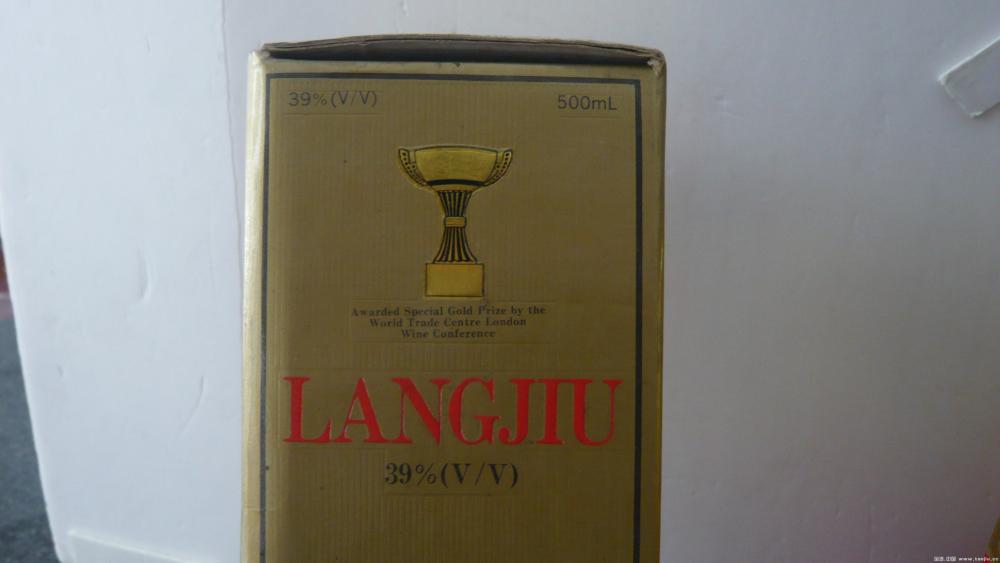 39%(V/V)
500mL
Awarded Special Gold Prize by the
World Trade Centre London
Wine Conference
LANGJIU
39%(V/V)